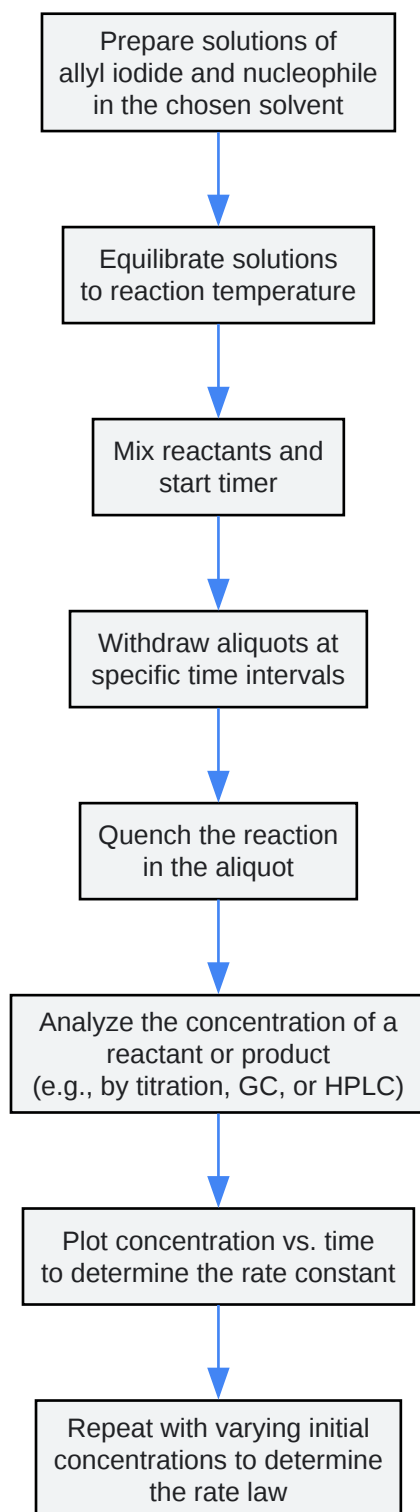 Prepare solutions of
allyl iodide and nucleophile
in the chosen solvent
Equilibrate solutions
to reaction temperature
Mix reactants and
start timer
Withdraw aliquots at
specific time intervals
Quench the reaction
in the aliquot
Analyze the concentration of a
reactant or product
(e.g., by titration, GC, or HPLC)
Plot concentration vs. time
to determine the rate constant
Repeat with varying initial
concentrations to determine
the rate law